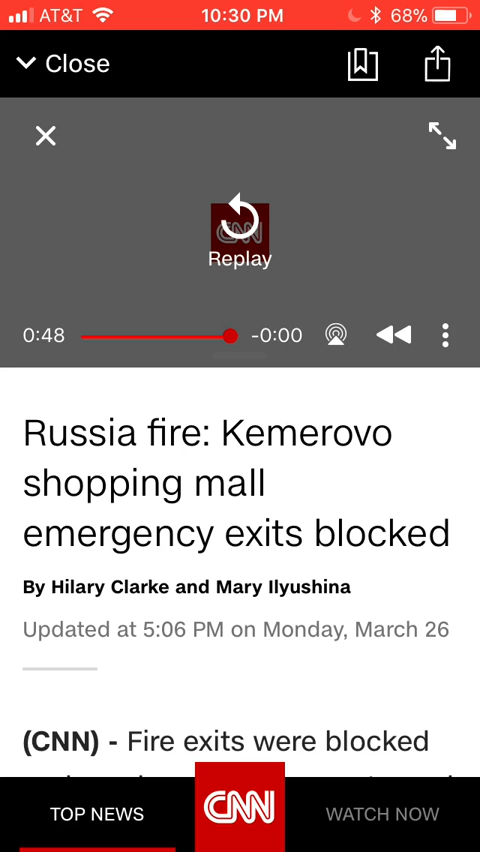 AT&T 10:30 PM 68%
Close
CNN
Replay
0:48 -0:00
Russia fire: Kemerovo
shopping mall
emergency exits blocked
By Hilary Clarke and Mary Ilyushina
Updated at 5:06 PM on Monday, March 26
(CNN) - Fire exits were blocked
TOP NEWS CNN WATCH NOW